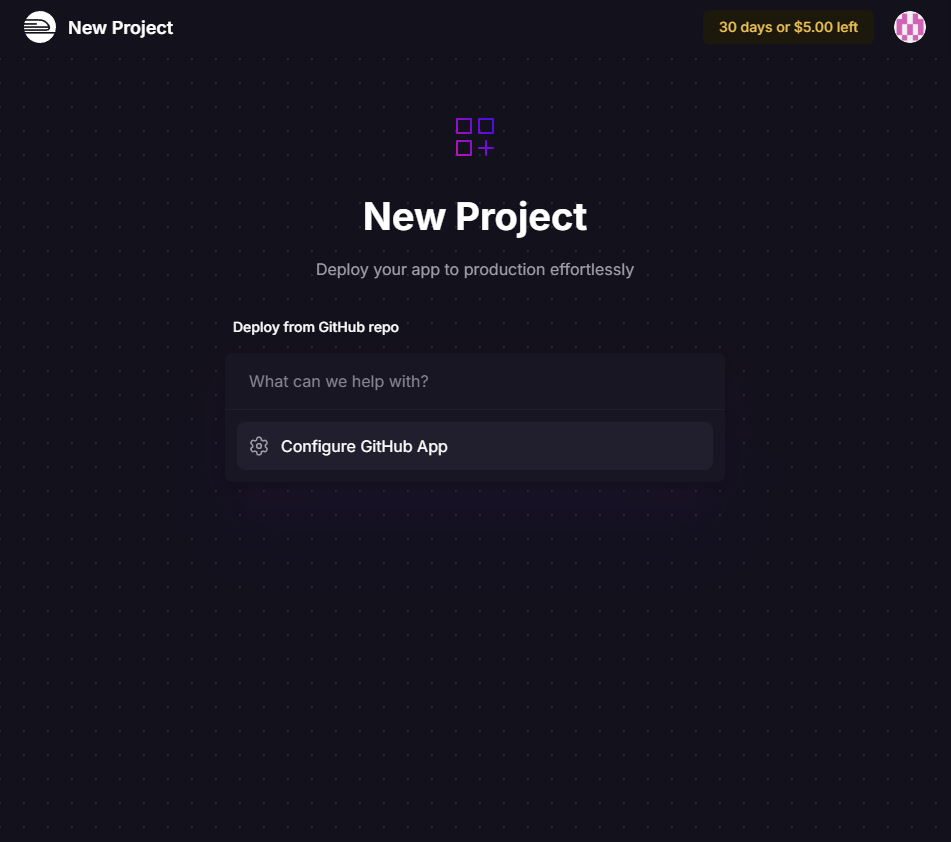 New Project
30 days or $5.00 left
New Project
Deploy your app to production effortlessly
Deploy from GitHub repo
What can we help with?
Configure GitHub App